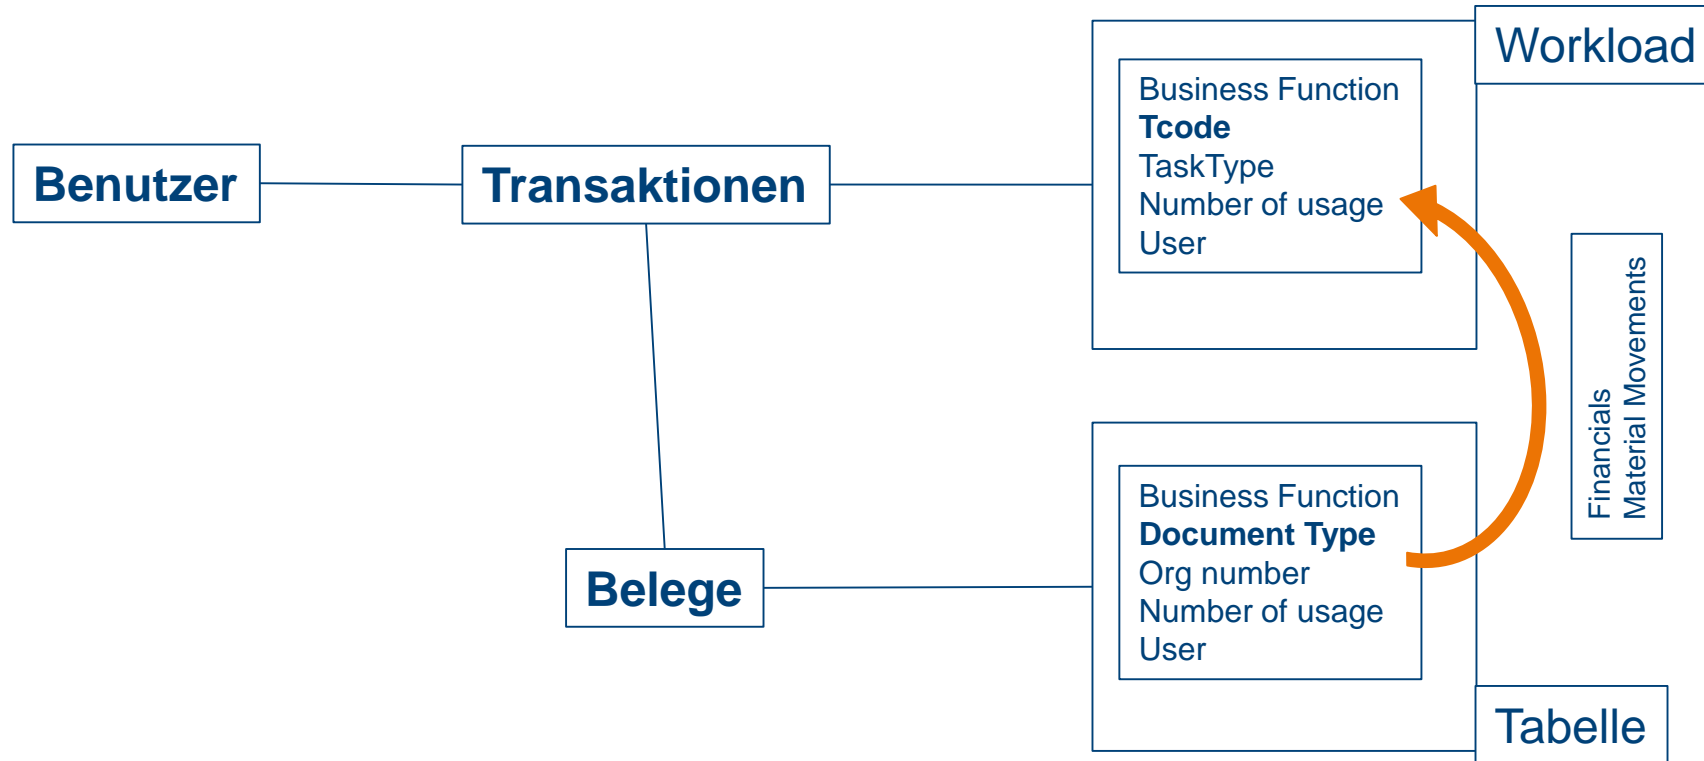 Workload
Business Function
Tcode
TaskType
Number of usage
User
Benutzer
Transaktionen
Financials
Material Movements
Business Function
Document Type
Org number
Number of usage
User
Belege
Tabelle